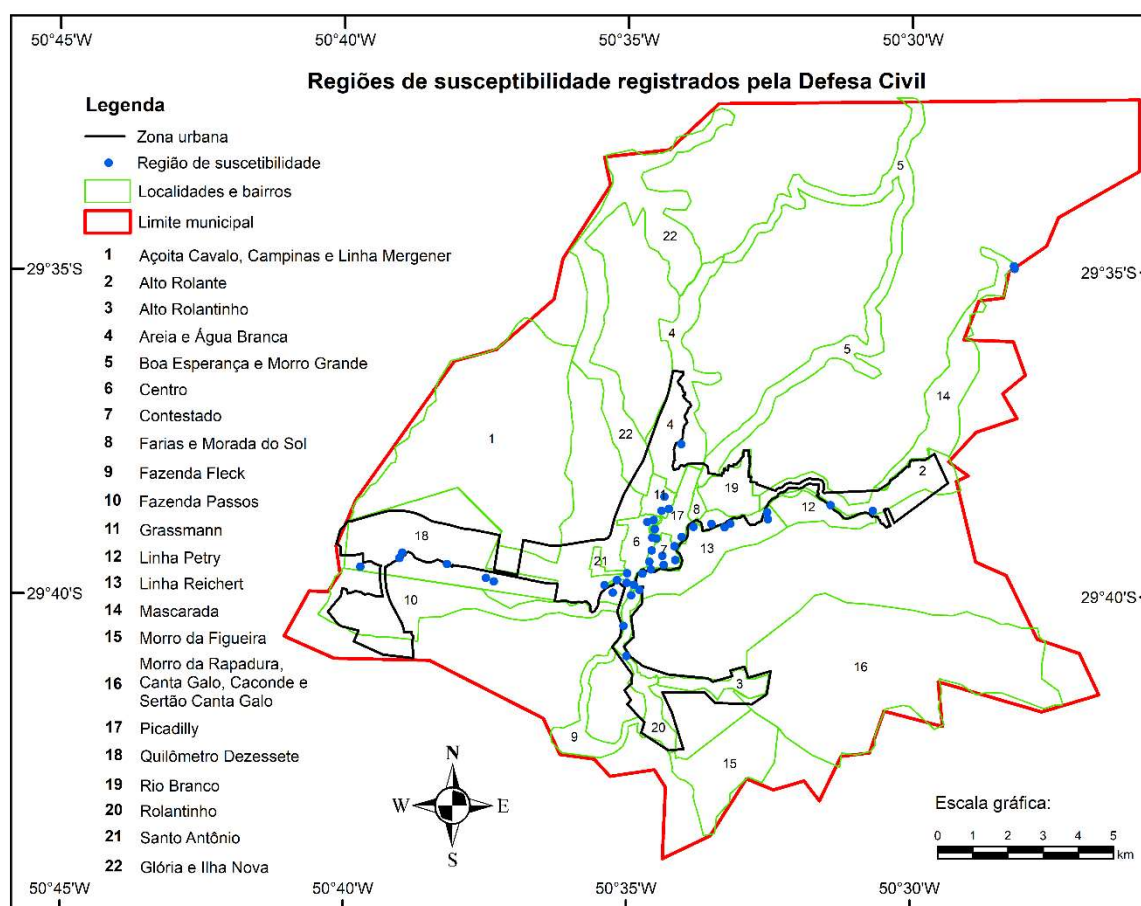 50°45'W 50°40'W 50°35'W 50°30'W
Regiões de susceptibilidade registrados pela Defesa Civil
Legenda
Zona urbana
Região de suscetibilidade
Localidades e bairros
Limite municipal
1 Açoita Cavalo, Campinas e Linha Mergener
2 Alto Rolante
3 Alto Rolantinho
4 Areia e Água Branca
5 Boa Esperança e Morro Grande
6 Centro
7 Contestado
8 Farias e Morada do Sol
9 Fazenda Fleck
10 Fazenda Passos
11 Grassmann
12 Linha Petry
13 Linha Reichert
14 Mascarada
15 Morro da Figueira
Morro da Rapadura,
16 Canta Galo, Caconde e
Sertão Canta Galo
17 Picadilly
18 Quilômetro Dezessete
19 Rio Branco
20 Rolantinho
21 Santo Antônio
22 Glória e Ilha Nova
29°35'S 29°35'S
29°40'S 29°40'S
5
22
4
5
14
1
22
4
2
19
11
8
12
17
18
6
7
13
21
10
16
3
20
9
15
N
W E
S
Escala gráfica:
0 1 2 3 4 5
km
50°45'W 50°40'W 50°35'W 50°30'W